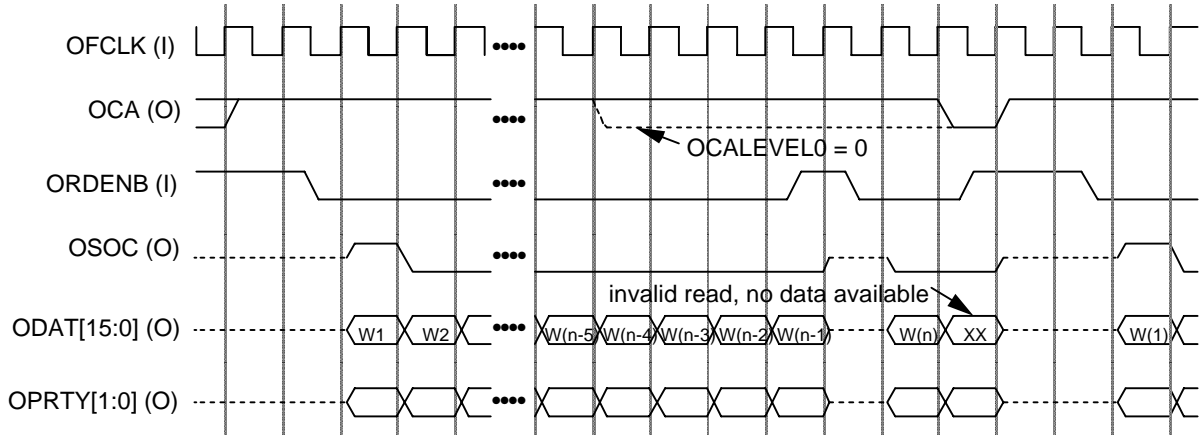 OFCLK (I)
OCA (O)
OCALEVEL0 = 0
ORDENB (I)
OSOC (O)
invalid read, no data available
ODAT[15:0] (O) W1 W2 W(n-5) W(n-4) W(n-3) W(n-2) W(n-1) W(n) XX W(1)
OPRTY[1:0] (O)